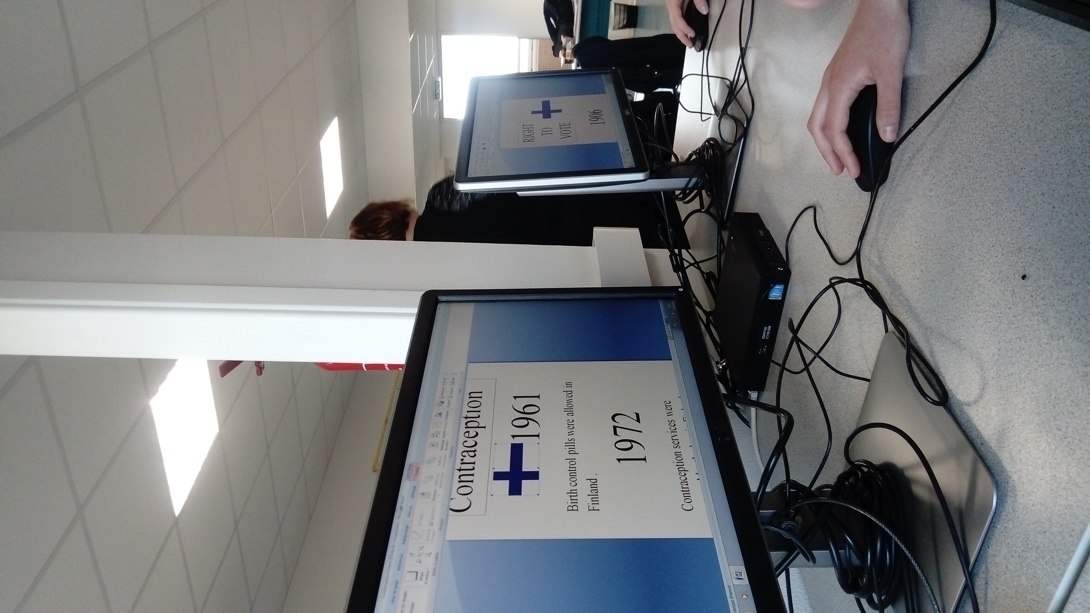 Contraception
1961
Birth control pills were allowed in
Finland.
1972
Contraception services were
RIGHT
TO
VOTE
1906